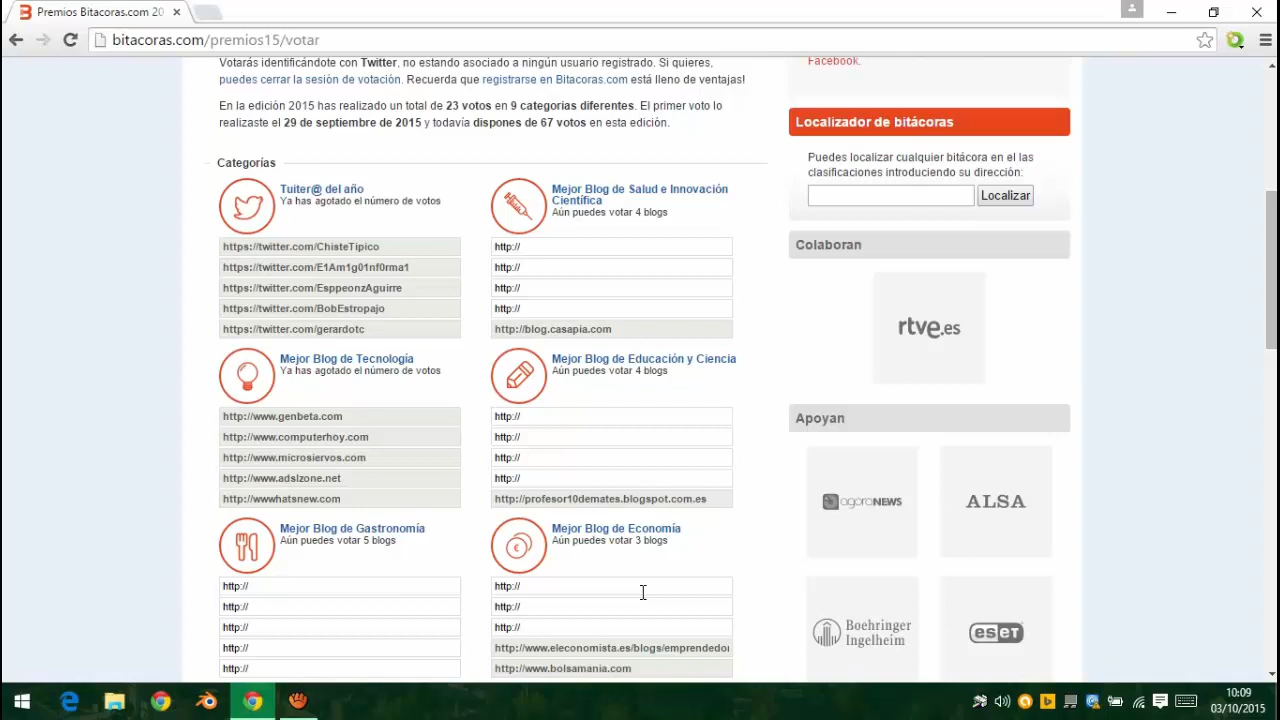 Premios Bitacoras.com 20
bitacoras.com/premios15/votar
Votarás identificándote con Twitter, no estando asociado a ningún usuario registrado. Si quieres,
puedes cerrar la sesión de votación. Recuerda que registrarse en Bitacoras.com está lleno de ventajas!
En la edición 2015 has realizado un total de 23 votos en 9 categorias diferentes. El primer voto lo
realizaste el 29 de septiembre de 2015 y todavía dispones de 67 votos en esta edición.
Categorías
Tuiter@ del año
Ya has agotado el número de votos
https://twitter.com/ChisteTipico
https://twitter.com/E1Am1g01nf0rma1
https://twitter.com/EsppeonzAguirre
https://twitter.com/BobEstropajo
https://twitter.com/gerardotc
Mejor Blog de Salud e Innovación
Científica
Aún puedes votar 4 blogs
http://
http://
http://
http://
http://blog.casapia.com
Mejor Blog de Tecnología
Ya has agotado el número de votos
http://www.genbeta.com
http://www.computerhoy.com
http://www.microsiervos.com
http://www.adslzone.net
http://wwwhatsnew.com
Mejor Blog de Educación y Ciencia
Aún puedes votar 4 blogs
http://
http://
http://
http://
http://profesor10demates.blogspot.com.es
Mejor Blog de Gastronomía
Aún puedes votar 5 blogs
http://
http://
http://
http://
http://
Mejor Blog de Economía
Aún puedes votar 3 blogs
http://
http://
http://
http://www.eleconomista.es/blogs/emprendedor
http://www.bolsamania.com
Facebook.
Localizador de bitácoras
Puedes localizar cualquier bitácora en el las
clasificaciones introduciendo su dirección:
Localizar
Colaboran
rtve.es
Apoyan
agoraNEWS
ALSA
Boehringer
Ingelheim
eseT
10:09
03/10/2015